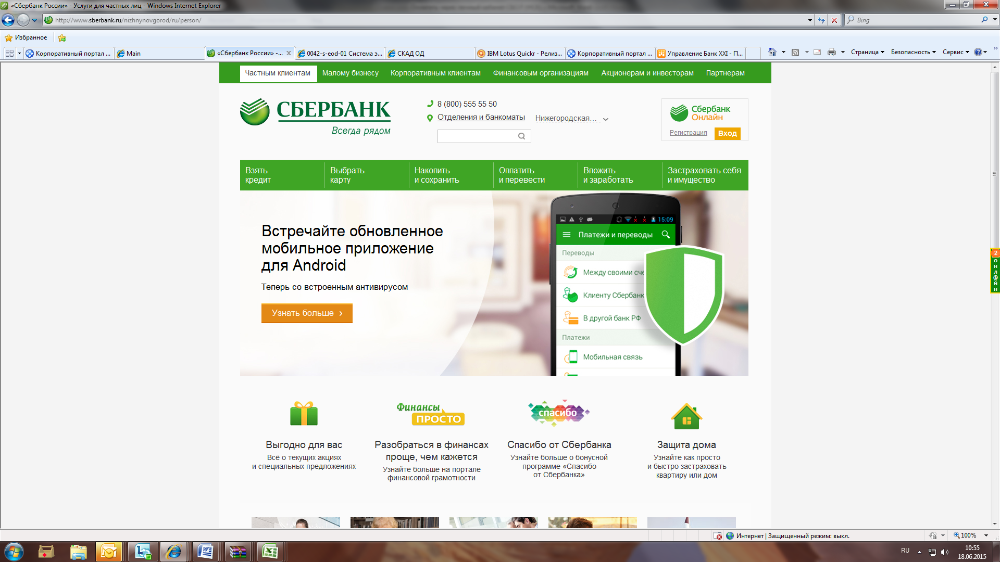 «Сбербанк России» - Услуги для частных лиц - Windows Internet Explorer
http://www.sberbank.ru/nizhnynovgorod/ru/person/
Bing
Избранное
Корпоративный портал ...
Main
«Сбербанк России» -...
0042-s-eod-01 Система э...
СКАД ОД
IBM Lotus Quickr - Релиз...
Корпоративный портал ...
Управление Банк XXI - П...
Страница
Безопасность
Сервис
Частным клиентам
Малому бизнесу
Корпоративным клиентам
Финансовым организациям
Акционерам и инвесторам
Партнерам
СБЕРБАНК
Всегда рядом
8 (800) 555 55 50
Отделения и банкоматы
Нижегородская...
Сбербанк
Онлайн
Регистрация
Вход
Взять
кредит
Выбрать
карту
Накопить
и сохранить
Оплатить
и перевести
Вложить
и заработать
Застраховать себя
и имущество
Встречайте обновленное
мобильное приложение
для Android
Теперь со встроенным антивирусом
Узнать больше
15:09
Платежи и переводы
Переводы
Между своими сче
Клиенту Сбербанк
В другой банк РФ
Платежи
Мобильная связь
2
онл@йн
Финансы
ПРОСТО
спасибо
Выгодно для вас
Всё о текущих акциях
и специальных предложениях
Разобраться в финансах
проще, чем кажется
Узнайте больше на портале
финансовой грамотности
Спасибо от Сбербанка
Узнайте больше о бонусной
программе «Спасибо
от Сбербанка»
Защита дома
Узнайте как просто
и быстро застраховать
квартиру или дом
Интернет | Защищенный режим: выкл.
100%
RU
10:55
18.06.2015